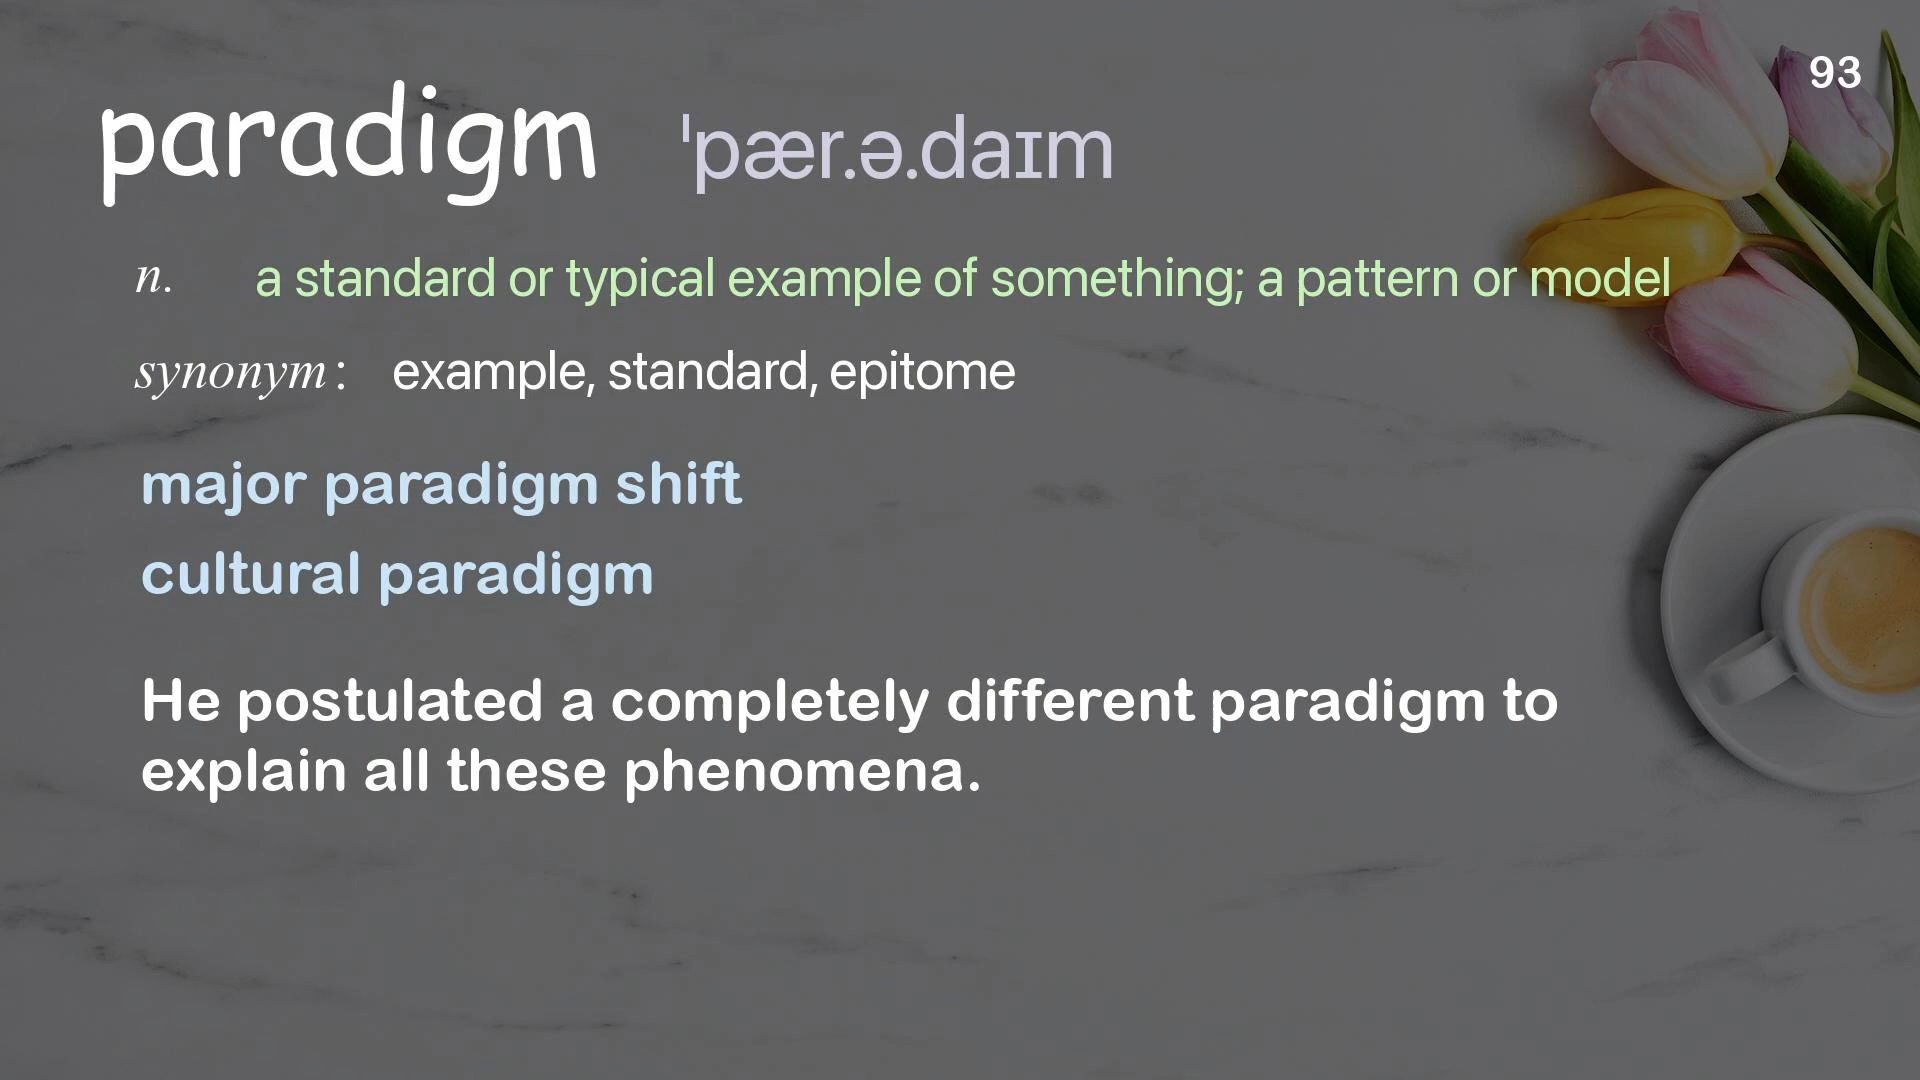 93
paradigm ˈpær.ə.daɪm
n. a standard or typical example of something; a pattern or model
synonym: example, standard, epitome
major paradigm shift
cultural paradigm
He postulated a completely different paradigm to
explain all these phenomena.